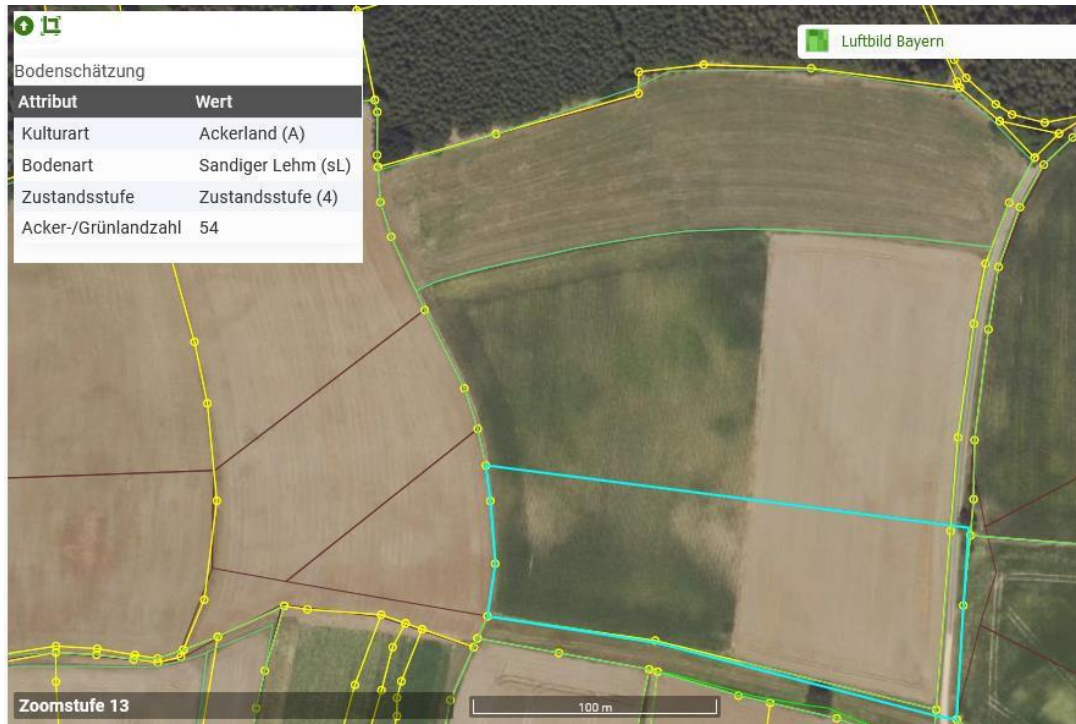 Luftbild Bayern
Bodenschätzung
Attribut Wert
Kulturart Ackerland (A)
Bodenart Sandiger Lehm (sL)
Zustandsstufe Zustandsstufe (4)
Acker-/Grünlandzahl 54
Zoomstufe 13
100 m